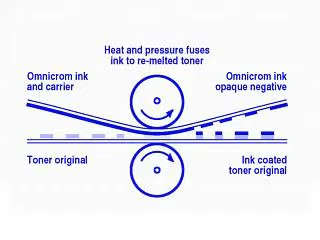 Heat and pressure fuses
ink to re-melted toner
Omnicrom ink
and carrier
Omnicrom ink
opaque negative
Toner original
Ink coated
toner original